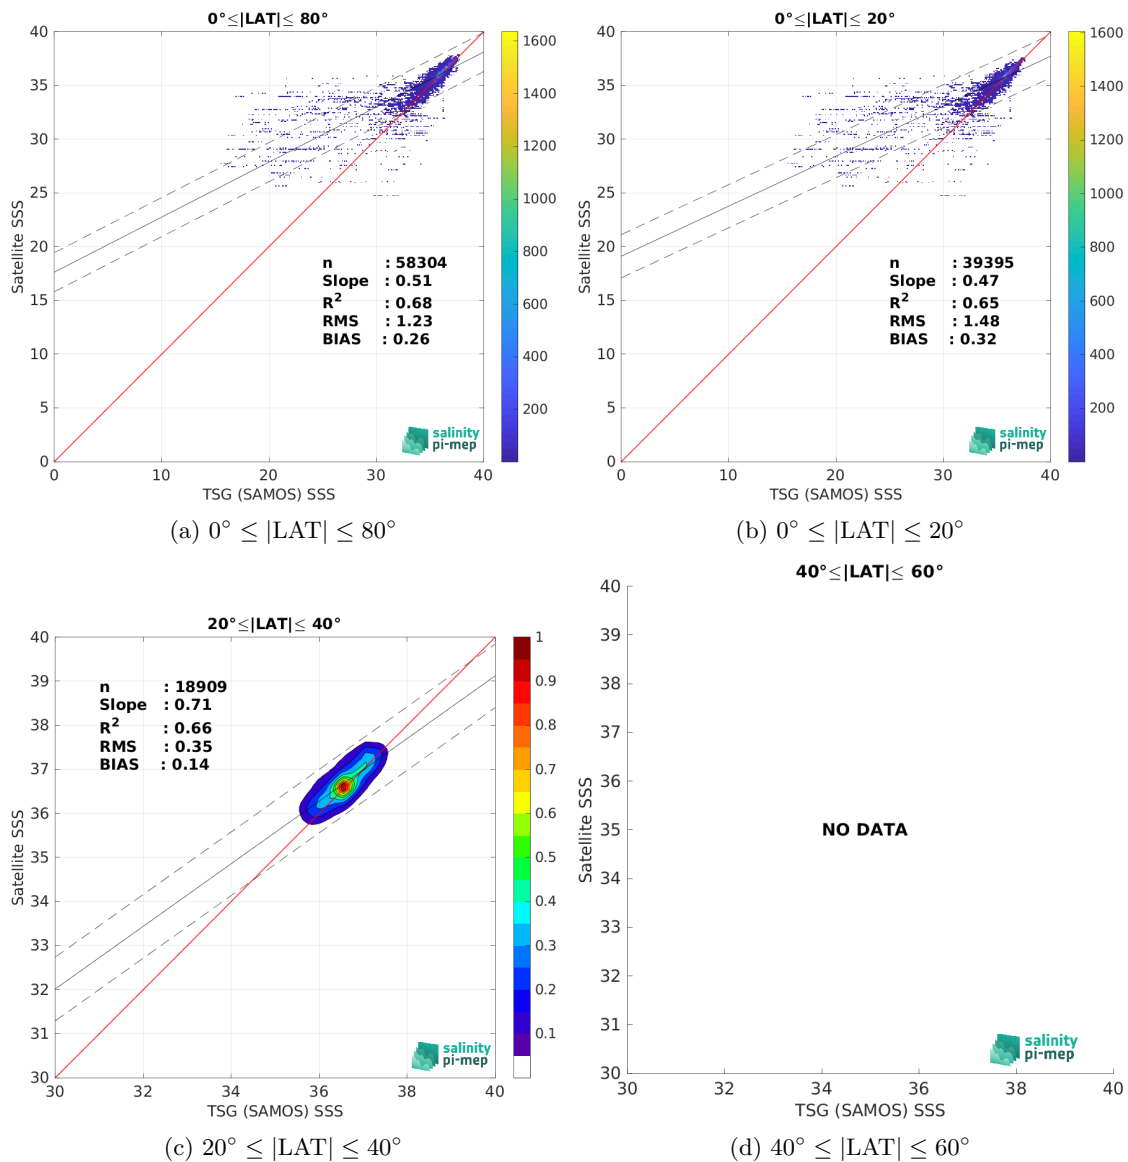 0°≤|LAT|≤ 80°
40
35
30
25
20
15
10
5
0
0
10
20
30
40
Satellite SSS
TSG (SAMOS) SSS
n : 58304
Slope : 0.51
R² : 0.68
RMS : 1.23
BIAS : 0.26
salinity
pi-mep
1600
1400
1200
1000
800
600
400
200
(a) 0° ≤ |LAT| ≤ 80°
0°≤|LAT|≤ 20°
40
35
30
25
20
15
10
5
0
0
10
20
30
40
Satellite SSS
TSG (SAMOS) SSS
n : 39395
Slope : 0.47
R² : 0.65
RMS : 1.48
BIAS : 0.32
salinity
pi-mep
1600
1400
1200
1000
800
600
400
200
(b) 0° ≤ |LAT| ≤ 20°
20°≤|LAT|≤ 40°
40
39
38
37
36
35
34
33
32
31
30
30
32
34
36
38
40
Satellite SSS
TSG (SAMOS) SSS
n : 18909
Slope : 0.71
R² : 0.66
RMS : 0.35
BIAS : 0.14
salinity
pi-mep
1
0.9
0.8
0.7
0.6
0.5
0.4
0.3
0.2
0.1
(c) 20° ≤ |LAT| ≤ 40°
40°≤|LAT|≤ 60°
40
39
38
37
36
35
34
33
32
31
30
30
32
34
36
38
40
Satellite SSS
TSG (SAMOS) SSS
NO DATA
salinity
pi-mep
(d) 40° ≤ |LAT| ≤ 60°